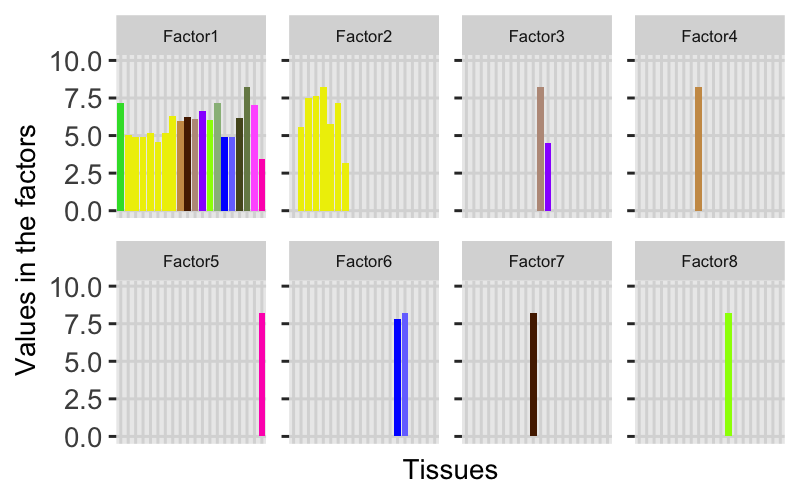 Factor1 Factor2 Factor3 Factor4
10.0
7.5
5.0
2.5
0.0
Factor5 Factor6 Factor7 Factor8
10.0
7.5
5.0
2.5
0.0
Values in the factors
Tissues